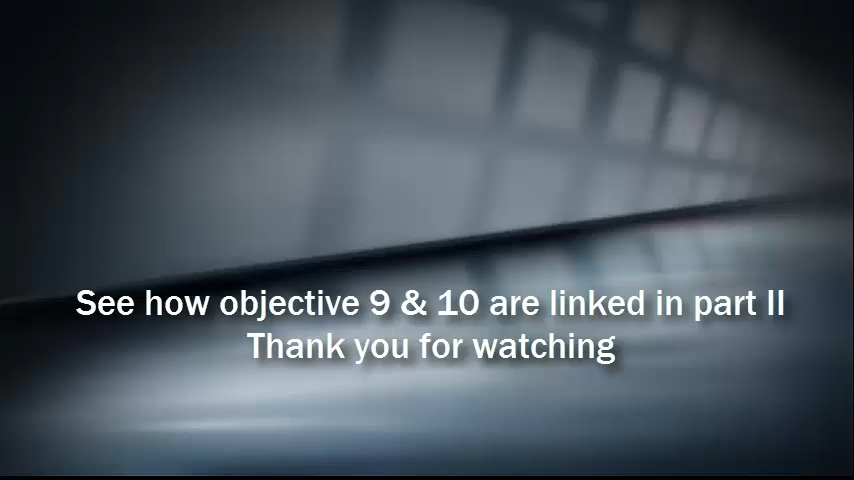 See how objective 9 & 10 are linked in part II
Thank you for watching